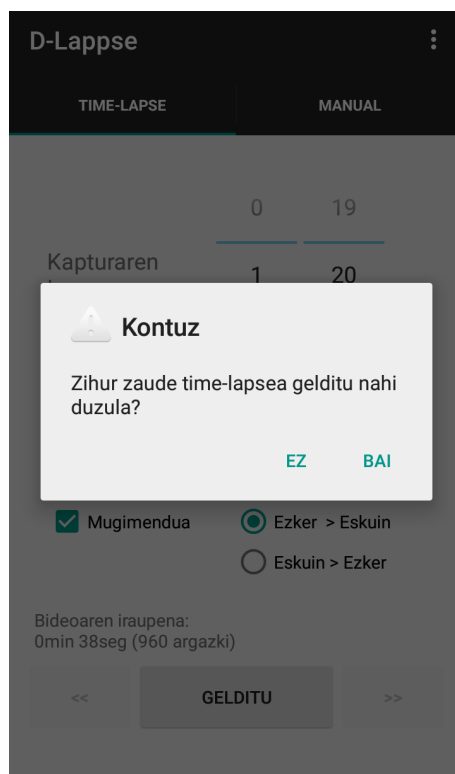 D-Lappse
TIME-LAPSE MANUAL
0 19
Kapturaren
1 20
Kontuz
Zihur zaude time-lapsea gelditu nahi
duzula?
EZ BAI
Mugimendua Ezker > Eskuin
Eskuin > Ezker
Bideoaren iraupena:
0min 38seg (960 argazki)
<< GELDITU >>